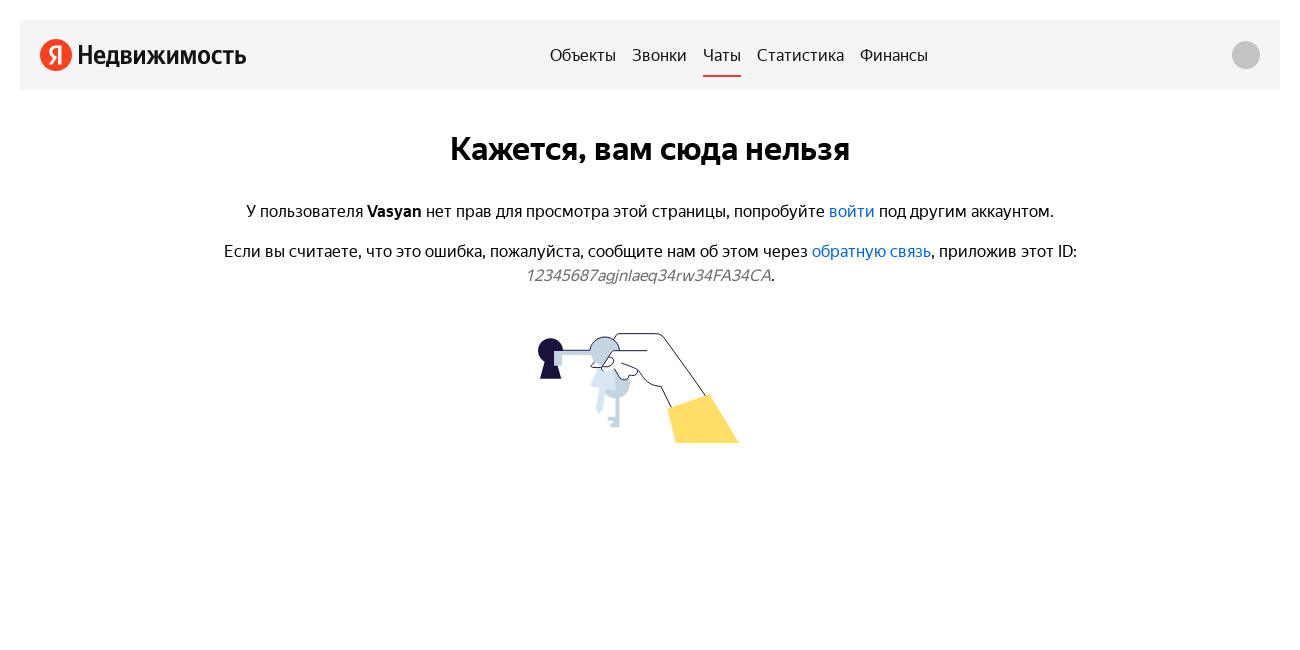 Я Недвижимость
Объекты Звонки Чаты Статистика Финансы
Кажется, вам сюда нельзя
У пользователя Vasyan нет прав для просмотра этой страницы, попробуйте войти под другим аккаунтом.
Если вы считаете, что это ошибка, пожалуйста, сообщите нам об этом через обратную связь, приложив этот ID:
12345687agjnlaeq34rw34FA34CA.